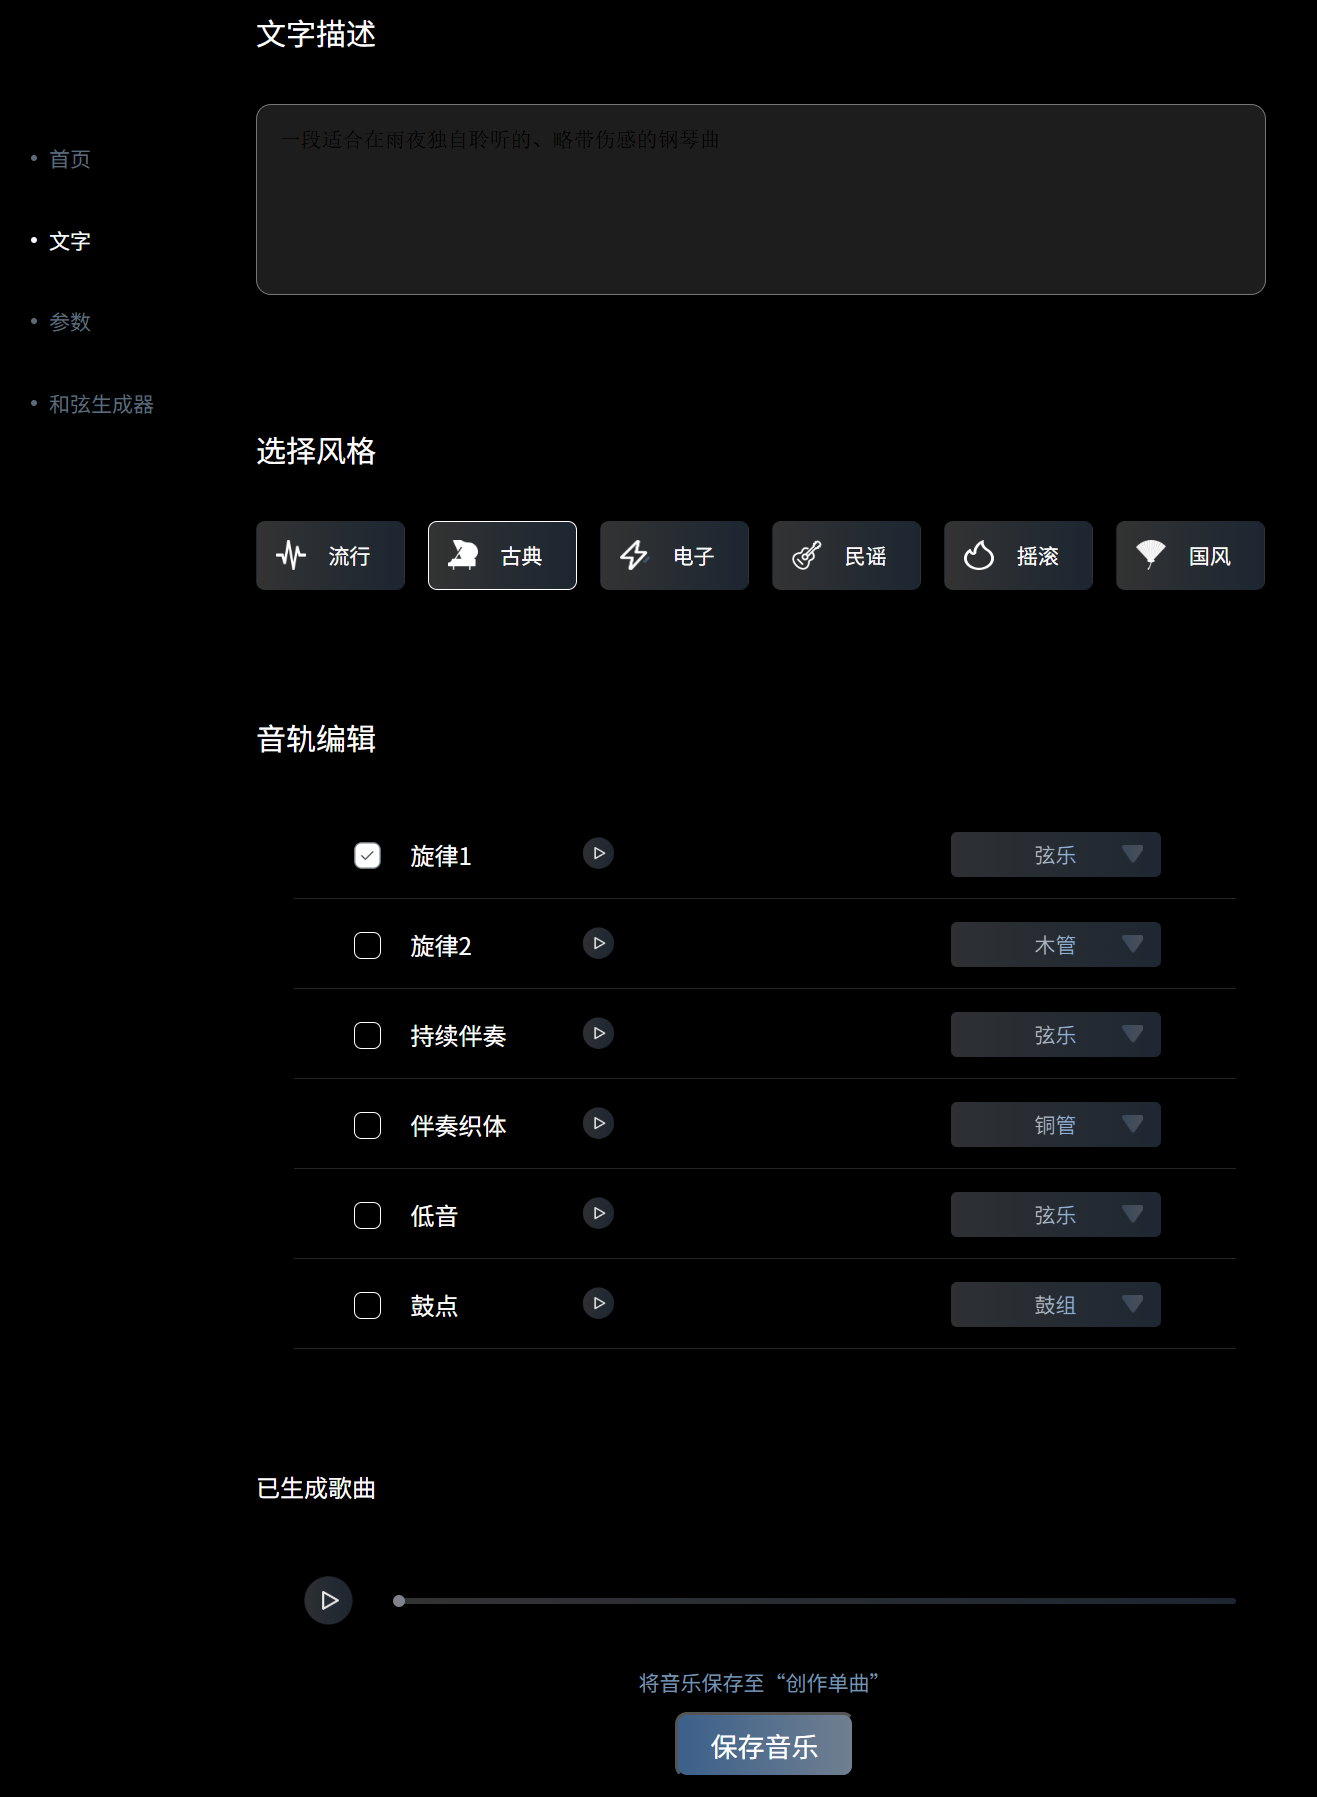 文字描述
一段适合在雨夜独自聆听的、略带伤感的钢琴曲
首页
文字
参数
和弦生成器
选择风格
流行
古典
电子
民谣
摇滚
国风
音轨编辑
旋律1
弦乐
旋律2
木管
持续伴奏
弦乐
伴奏织体
铜管
低音
弦乐
鼓点
鼓组
已生成歌曲
将音乐保存至“创作单曲”
保存音乐